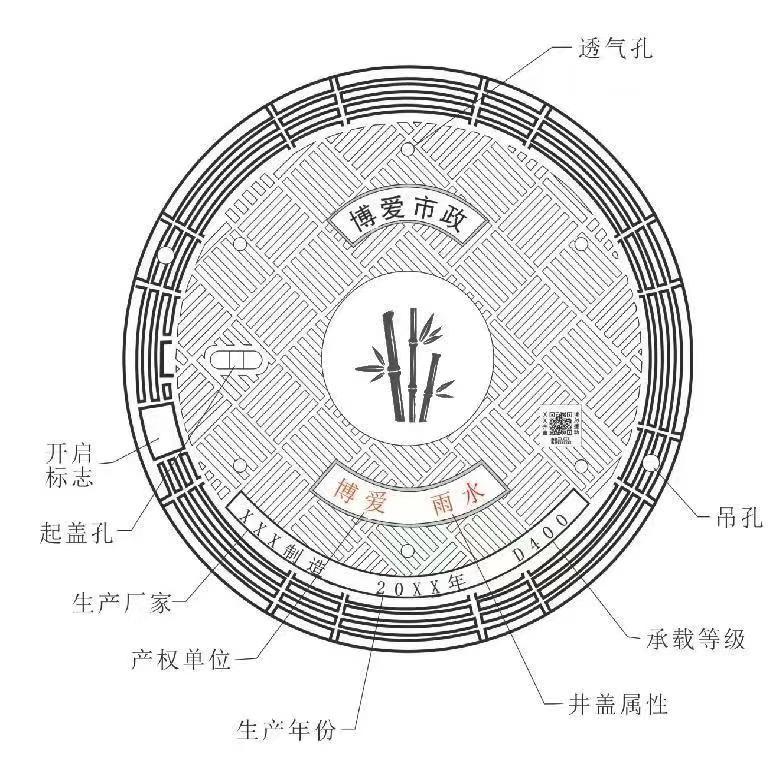 透气孔
博爱市政
开启
标志
起盖孔
吊孔
博爱 雨水
XXX制造 20XX年 D400
生产厂家
承载等级
产权单位
井盖属性
生产年份